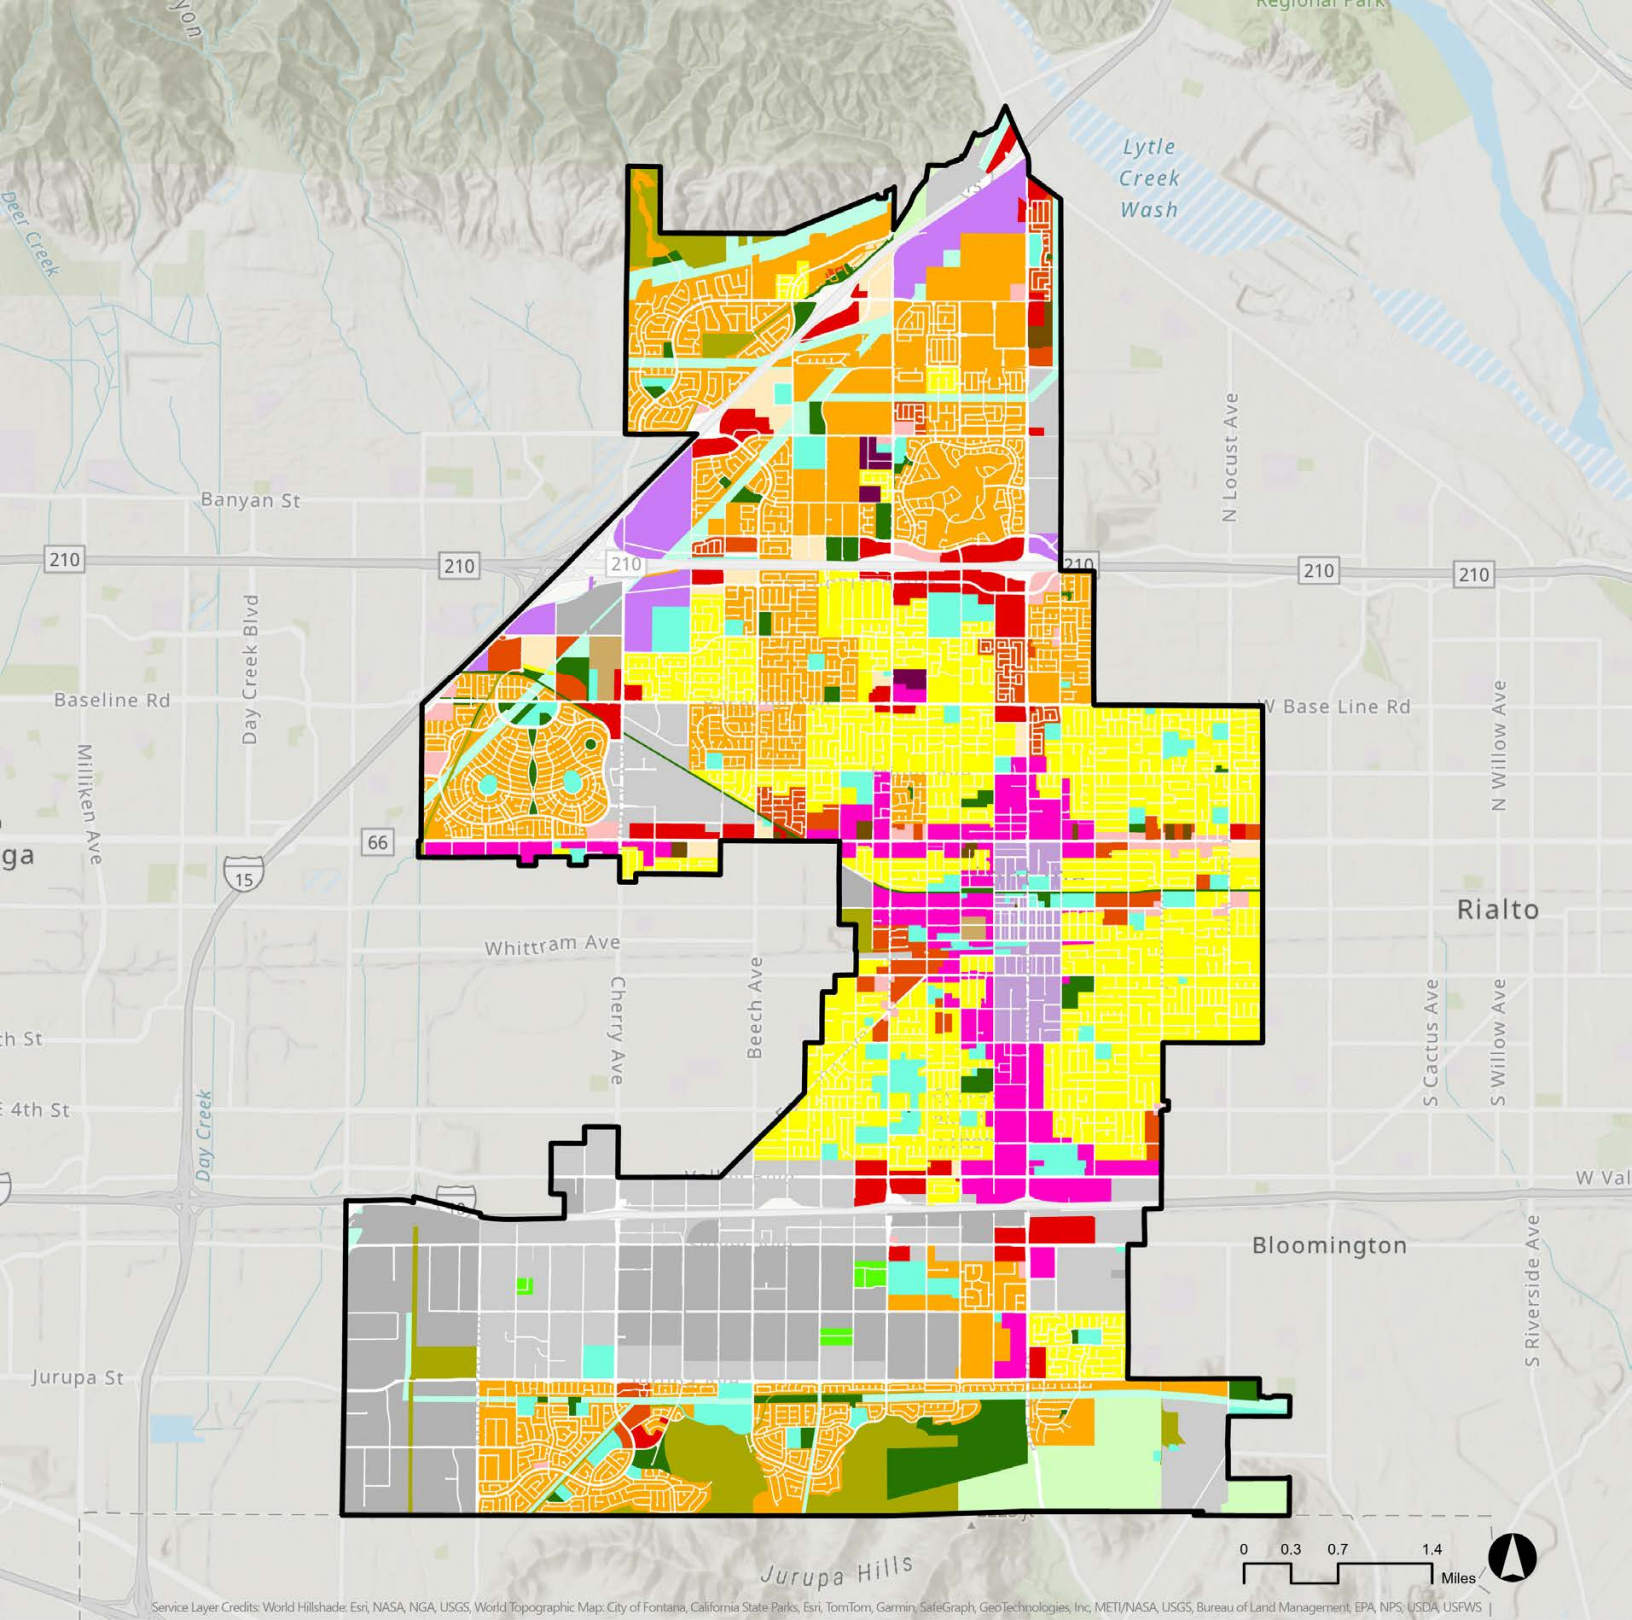 Regional Park
yon
Lytle
Creek
Wash
Deer Creek
N Locust Ave
Banyan St
210
210
210
210
210
210
Day Creek Blvd
Baseline Rd
W Base Line Rd
N Willow Ave
Milliken Ave
66
ga
15
Rialto
Whittram Ave
Cherry Ave
Beech Ave
S Cactus Ave
S Willow Ave
th St
E 4th St
Day Creek
W Val
10
Bloomington
S Riverside Ave
Jurupa St
Jurupa Hills
0 0.3 0.7 1.4
Miles
Service Layer Credits: World Hillshade: Esri, NASA, NGA, USGS, World Topographic Map: City of Fontana, California State Parks, Esri, TomTom, Garmin, SafeGraph, GeoTechnologies, Inc, METI/NASA, USGS, Bureau of Land Management, EPA, NPS, USDA, USFWS